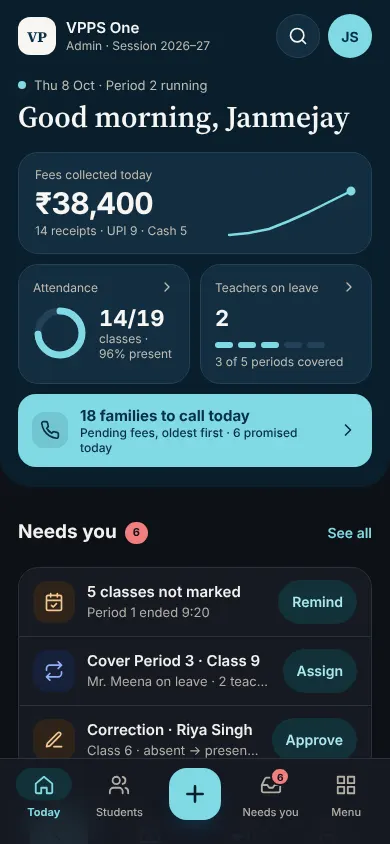 VP
VPPS One
Admin · Session 2026–27
JS
Thu 8 Oct · Period 2 running
Good morning, Janmejay
Fees collected today
₹38,400
14 receipts · UPI 9 · Cash 5
Attendance
14/19
classes ·
96% present
Teachers on leave
2
3 of 5 periods covered
18 families to call today
Pending fees, oldest first · 6 promised
today
Needs you 6
See all
5 classes not marked
Period 1 ended 9:20
Remind
Cover Period 3 · Class 9
Mr. Meena on leave · 2 teac...
Assign
Correction · Riya Singh
Class 6 · absent → presen...
Approve
6
Today
Students
Needs you
Menu